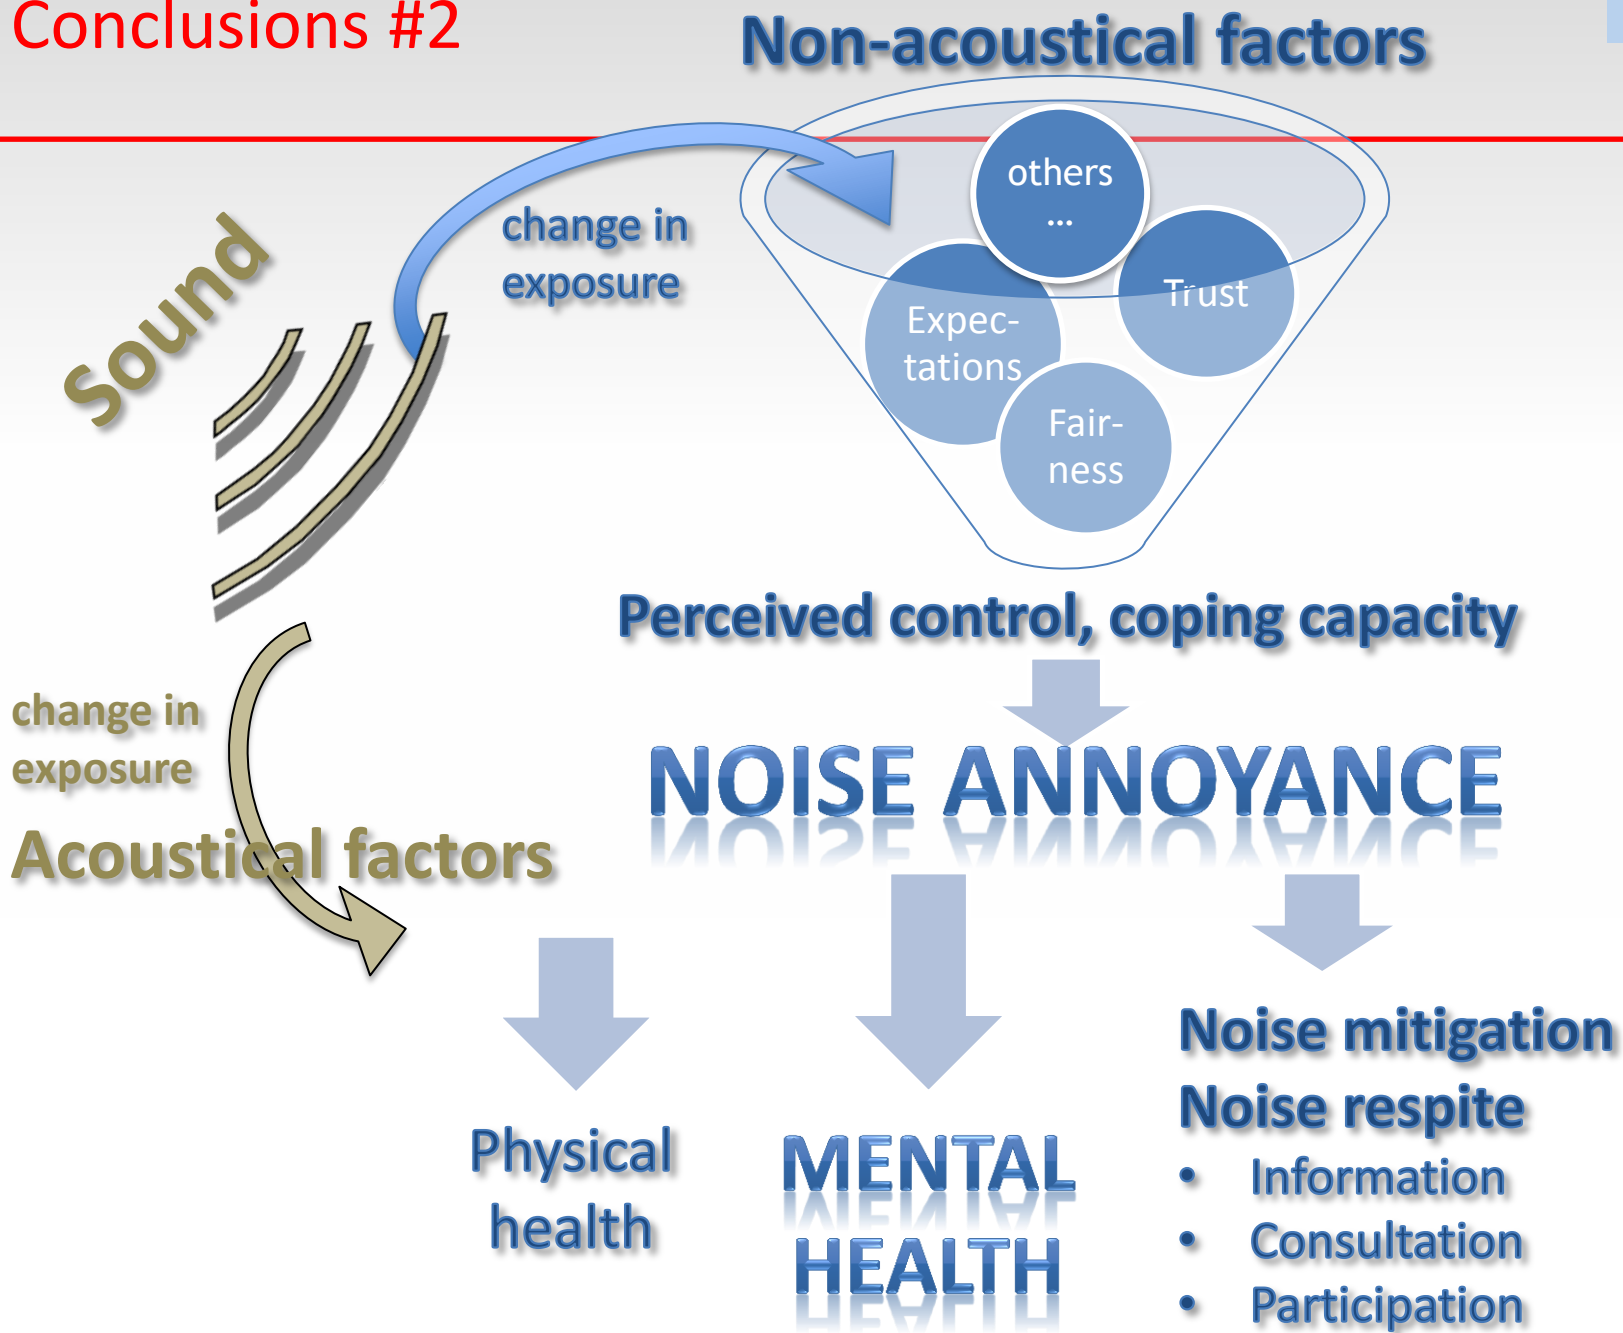 Conclusions #2
Non-acoustical factors
others
...
change in
exposure
Sound
Trust
Expec-
tations
Fair-
ness
Perceived control, coping capacity
change in
exposure
NOISE ANNOYANCE
Acoustical factors
Physical
health
MENTAL
HEALTH
Noise mitigation
Noise respite
• Information
• Consultation
• Participation